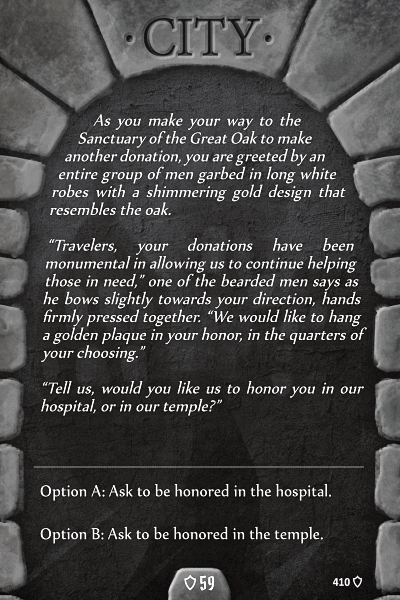 · CITY ·
As you make your way to the
Sanctuary of the Great Oak to make
another donation, you are greeted by an
entire group of men garbed in long white
robes with a shimmering gold design that
resembles the oak.
“Travelers, your donations have been
monumental in allowing us to continue helping
those in need,” one of the bearded men says as
he bows slightly towards your direction, hands
firmly pressed together. “We would like to hang
a golden plaque in your honor, in the quarters of
your choosing.”
“Tell us, would you like us to honor you in our
hospital, or in our temple?”
Option A: Ask to be honored in the hospital.
Option B: Ask to be honored in the temple.
59
410